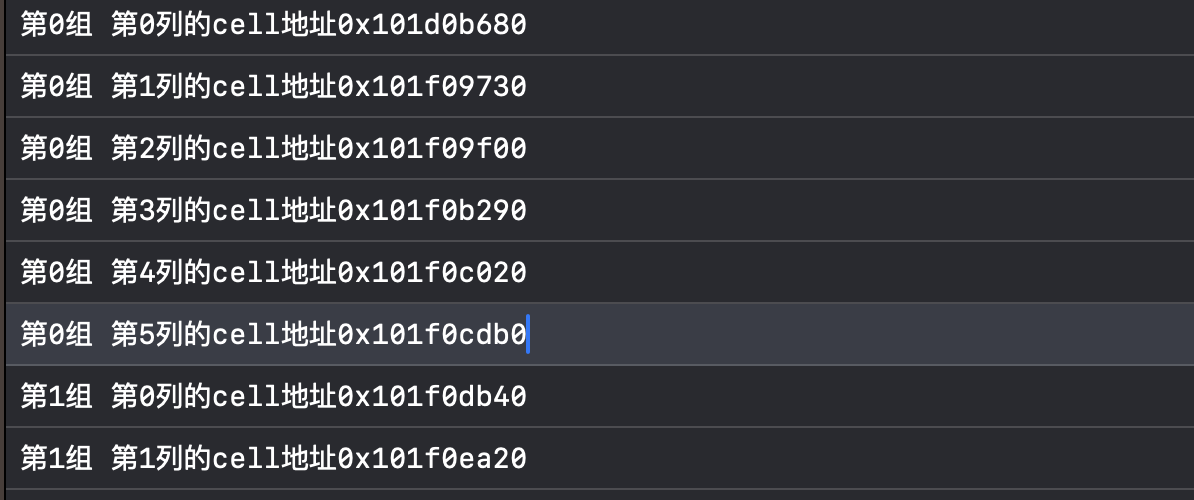 第0组 第0列的cell地址0x101d0b680
第0组 第1列的cell地址0x101f09730
第0组 第2列的cell地址0x101f09f00
第0组 第3列的cell地址0x101f0b290
第0组 第4列的cell地址0x101f0c020
第0组 第5列的cell地址0x101f0cdb0
第1组 第0列的cell地址0x101f0db40
第1组 第1列的cell地址0x101f0ea20